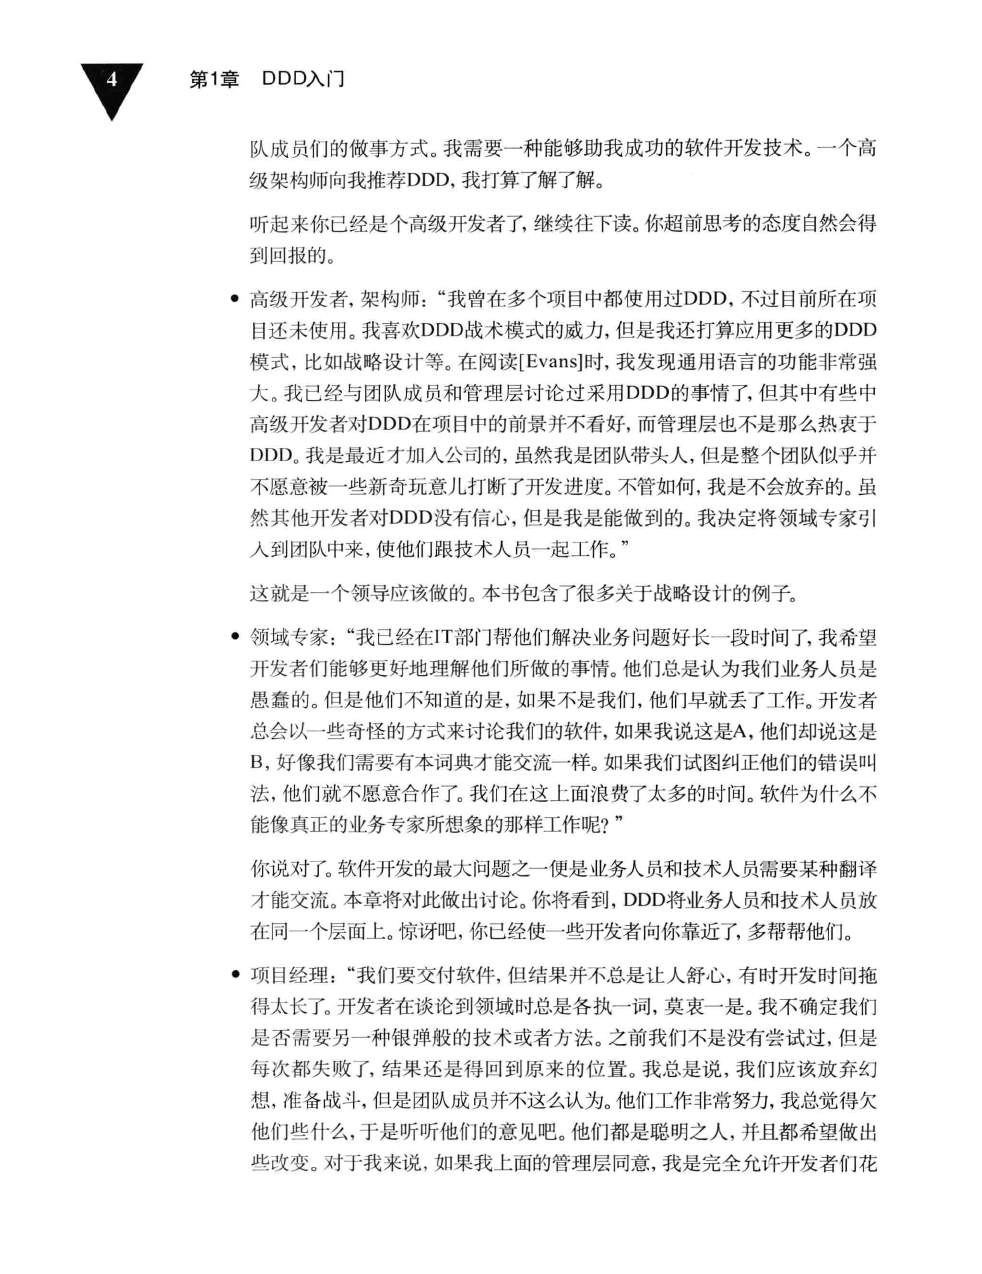 4
第1章 DDD入门
队成员们的做事方式。我需要一种能够助我成功的软件开发技术。一个高
级架构师向我推荐DDD，我打算了解了解。
听起来你已经是个高级开发者了，继续往下读。你超前思考的态度自然会得
到回报的。
• 高级开发者，架构师：“我曾在多个项目中都使用过DDD，不过目前所在项
目还未使用。我喜欢DDD战术模式的威力，但是我还打算应用更多的DDD
模式，比如战略设计等。在阅读[Evans]时，我发现通用语言的功能非常强
大。我已经与团队成员和管理层讨论过采用DDD的事情了，但其中有些中
高级开发者对DDD在项目中的前景并不看好，而管理层也不是那么热衷于
DDD。我是最近才加入公司的，虽然我是团队带头人，但是整个团队似乎并
不愿意被一些新奇玩意儿打断了开发进度。不管如何，我是不会放弃的。虽
然其他开发者对DDD没有信心，但是我是能做到的。我决定将领域专家引
入到团队中来，使他们跟技术人员一起工作。”
这就是一个领导应该做的。本书包含了很多关于战略设计的例子。
• 领域专家：“我已经在IT部门帮他们解决业务问题好长一段时间了，我希望
开发者们能够更好地理解他们所做的事情。他们总是认为我们业务人员是
愚蠢的。但是他们不知道的是，如果不是我们，他们早就丢了工作。开发者
总会以一些奇怪的方式来讨论我们的软件，如果我说这是A，他们却说这是
B，好像我们需要有本词典才能交流一样。如果我们试图纠正他们的错误叫
法，他们就不愿意合作了。我们在这上面浪费了太多的时间。软件为什么不
能像真正的业务专家所想象的那样工作呢？”
你说对了。软件开发的最大问题之一便是业务人员和技术人员需要某种翻译
才能交流。本章将对此做出讨论。你将看到，DDD将业务人员和技术人员放
在同一个层面上。惊讶吧，你已经使一些开发者向你靠近了，多帮帮他们。
• 项目经理：“我们要交付软件，但结果并不总是让人舒心，有时开发时间拖
得太长了。开发者在谈论到领域时总是各执一词，莫衷一是。我不确定我们
是否需要另一种银弹般的技术或者方法。之前我们不是没有尝试过，但是
每次都失败了，结果还是得回到原来的位置。我总是说，我们应该放弃幻
想，准备战斗，但是团队成员并不这么认为。他们工作非常努力，我总觉得欠
他们些什么，于是听听他们的意见吧。他们都是聪明之人，并且都希望做出
些改变。对于我来说，如果我上面的管理层同意，我是完全允许开发者们花